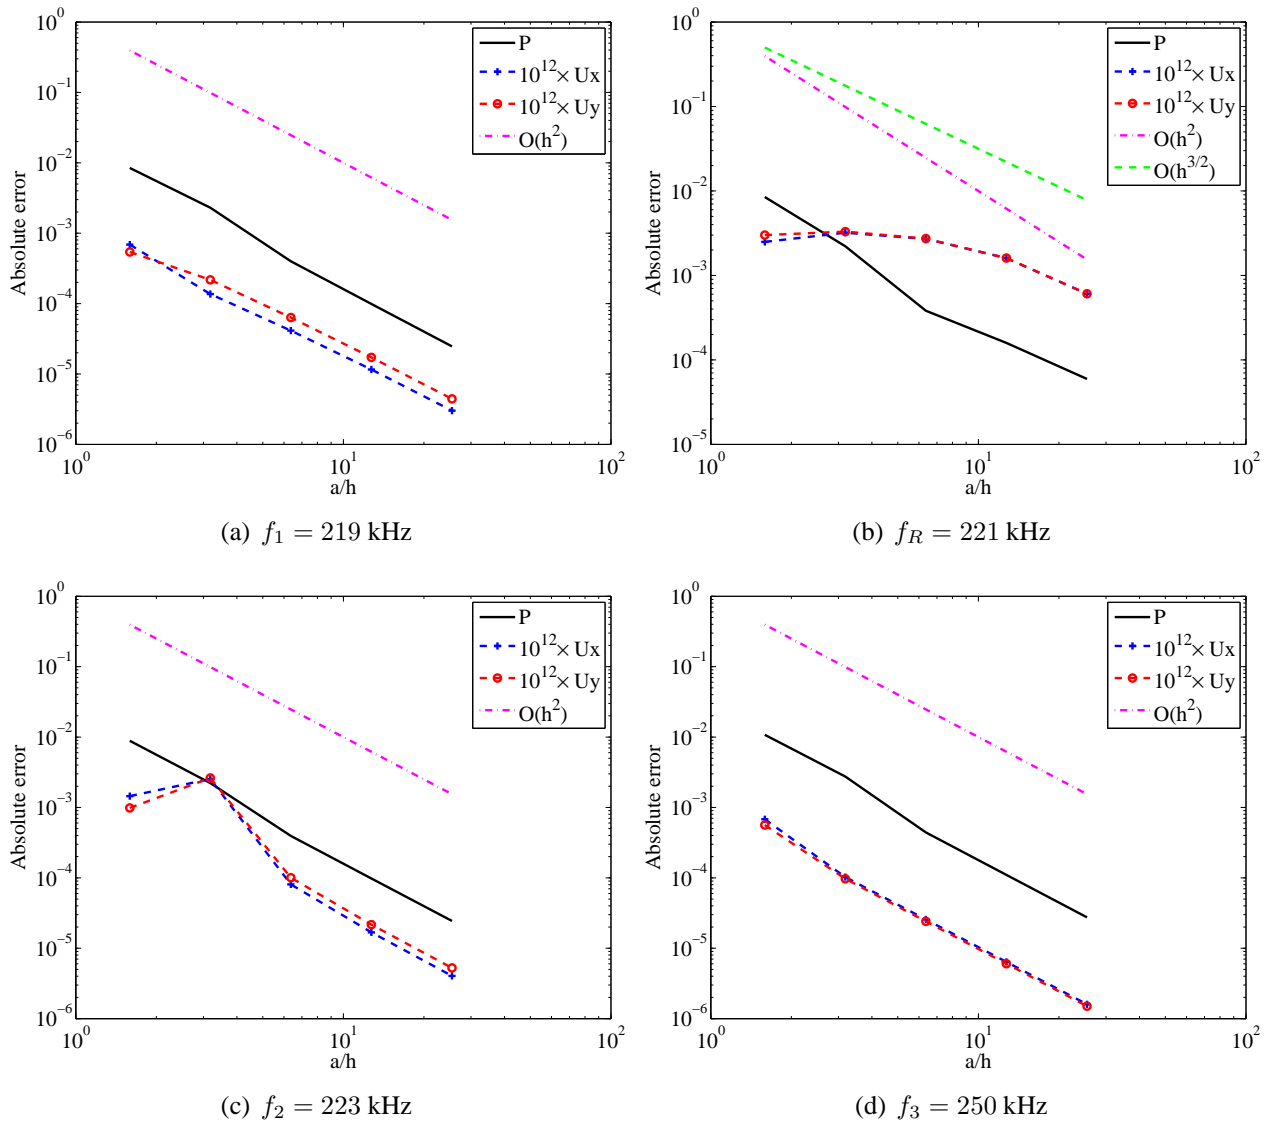 10^0
10^-1
10^-2
10^-3
10^-4
10^-5
10^-6
Absolute error
10^0
10^1
10^2
a/h
P
10^12× Ux
10^12× Uy
O(h^2)
(a) f_1 = 219 kHz
10^0
10^-1
10^-2
10^-3
10^-4
10^-5
Absolute error
10^0
10^1
10^2
a/h
P
10^12× Ux
10^12× Uy
O(h^2)
O(h^3/2)
(b) f_R = 221 kHz
10^0
10^-1
10^-2
10^-3
10^-4
10^-5
10^-6
Absolute error
10^0
10^1
10^2
a/h
P
10^12× Ux
10^12× Uy
O(h^2)
(c) f_2 = 223 kHz
10^0
10^-1
10^-2
10^-3
10^-4
10^-5
10^-6
Absolute error
10^0
10^1
10^2
a/h
P
10^12× Ux
10^12× Uy
O(h^2)
(d) f_3 = 250 kHz